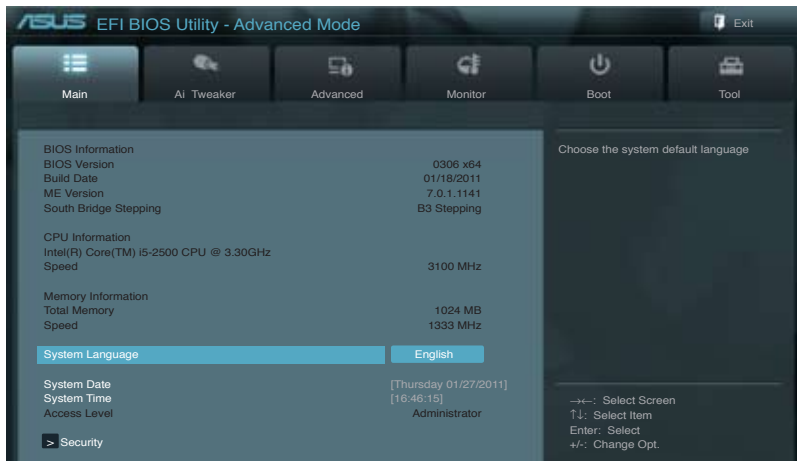 ASUS EFI BIOS Utility - Advanced Mode
Exit
Main
Ai Tweaker
Advanced
Monitor
Boot
Tool
BIOS Information
BIOS Version 0306 x64
Build Date 01/18/2011
ME Version 7.0.1.1141
South Bridge Stepping B3 Stepping
CPU Information
Intel(R) Core(TM) i5-2500 CPU @ 3.30GHz
Speed 3100 MHz
Memory Information
Total Memory 1024 MB
Speed 1333 MHz
System Language English
System Date [Thursday 01/27/2011]
System Time [16:46:15]
Access Level Administrator
> Security
Choose the system default language
→←: Select Screen
↑↓: Select Item
Enter: Select
+/-: Change Opt.